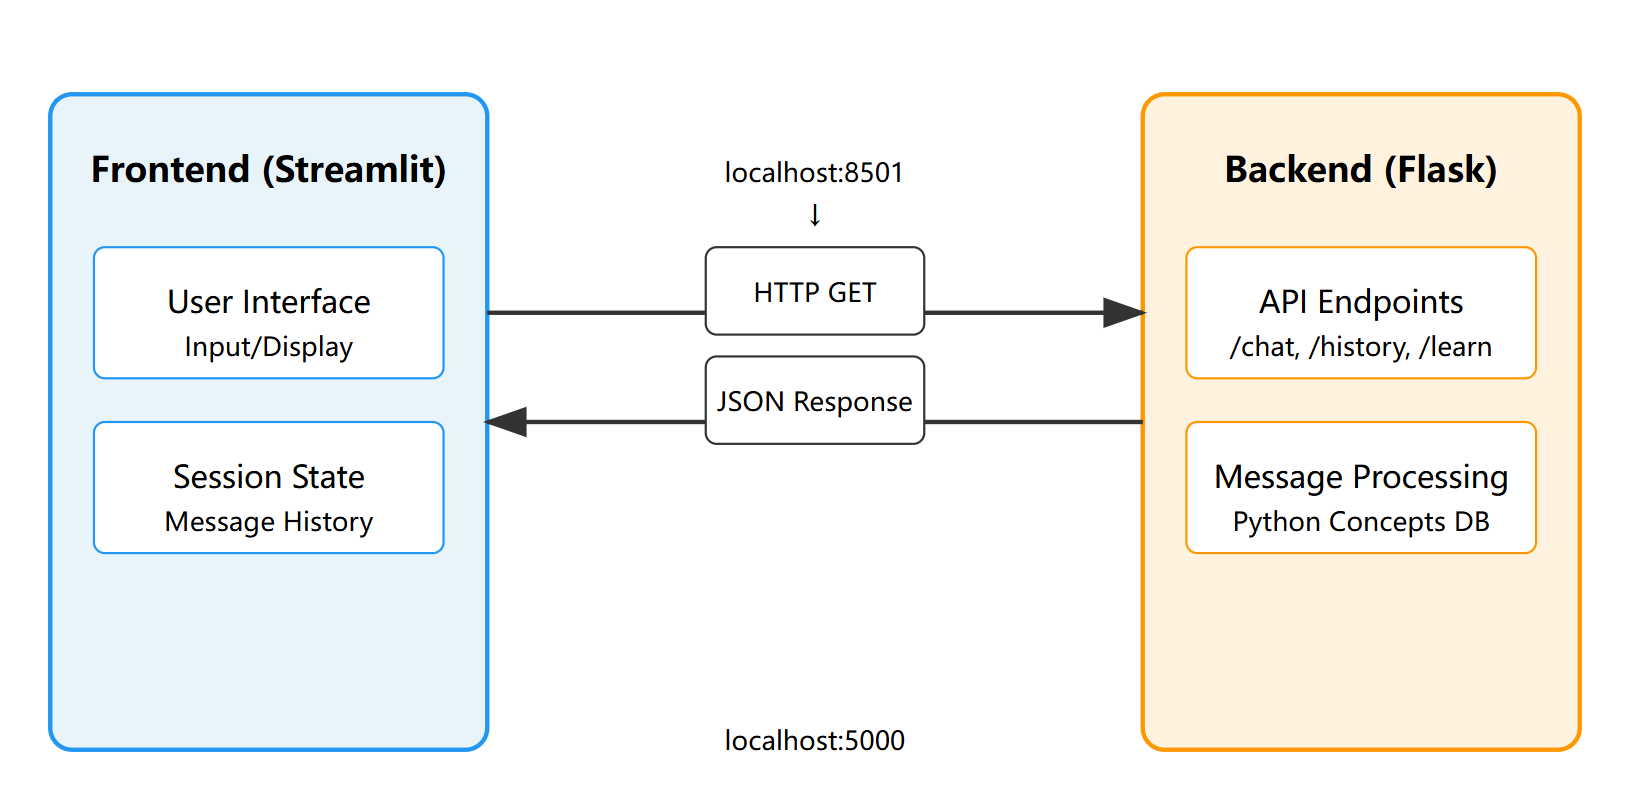 Frontend (Streamlit)
User Interface
Input/Display
Session State
Message History
localhost:8501
↓
HTTP GET
JSON Response
localhost:5000
Backend (Flask)
API Endpoints
/chat, /history, /learn
Message Processing
Python Concepts DB